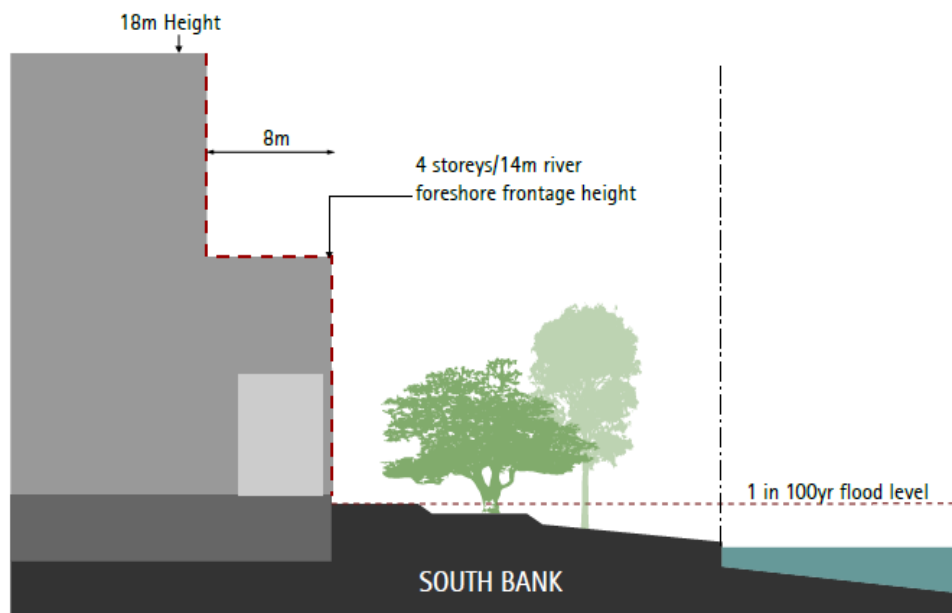 18m Height
8m
4 storeys/14m river
foreshore frontage height
1 in 100yr flood level
SOUTH BANK